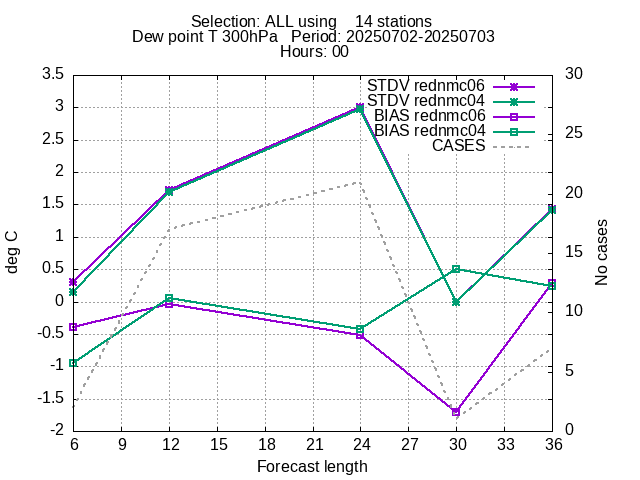 Selection: ALL using    14 stations
Dew point T 300hPa   Period: 20250702-20250703
Hours: 00
STDV rednmc06
STDV rednmc04
BIAS rednmc06
BIAS rednmc04
CASES
3.5
3
2.5
2
1.5
1
0.5
0
-0.5
-1
-1.5
-2
deg C
30
25
20
15
10
5
0
No cases
6 9 12 15 18 21 24 27 30 33 36
Forecast length